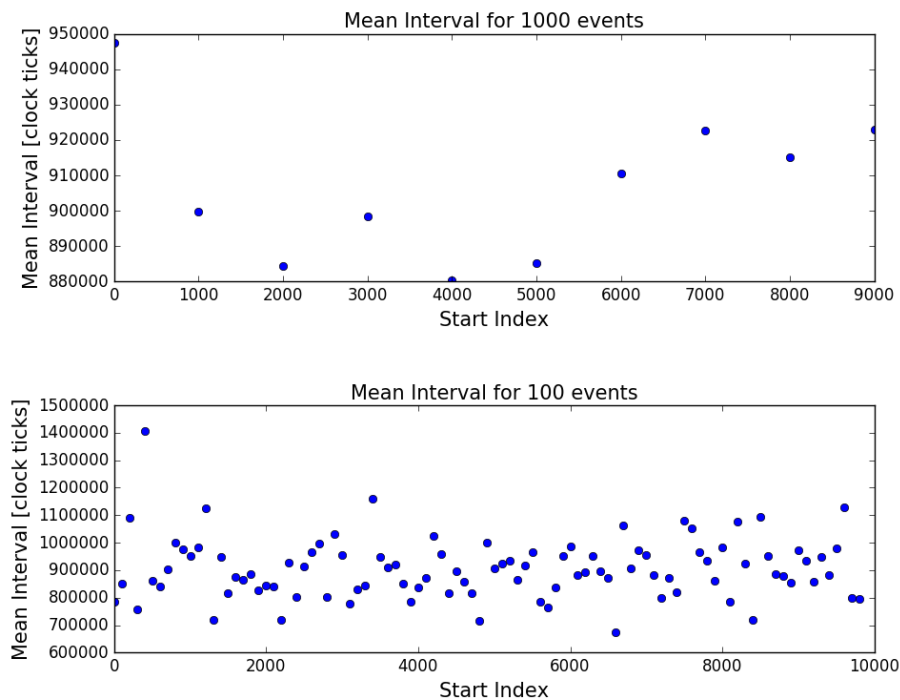 Mean Interval for 1000 events
Mean Interval [clock ticks]
950000
940000
930000
920000
910000
900000
890000
880000
0 1000 2000 3000 4000 5000 6000 7000 8000 9000
Start Index
Mean Interval for 100 events
Mean Interval [clock ticks]
1500000
1400000
1300000
1200000
1100000
1000000
900000
800000
700000
600000
0 2000 4000 6000 8000 10000
Start Index